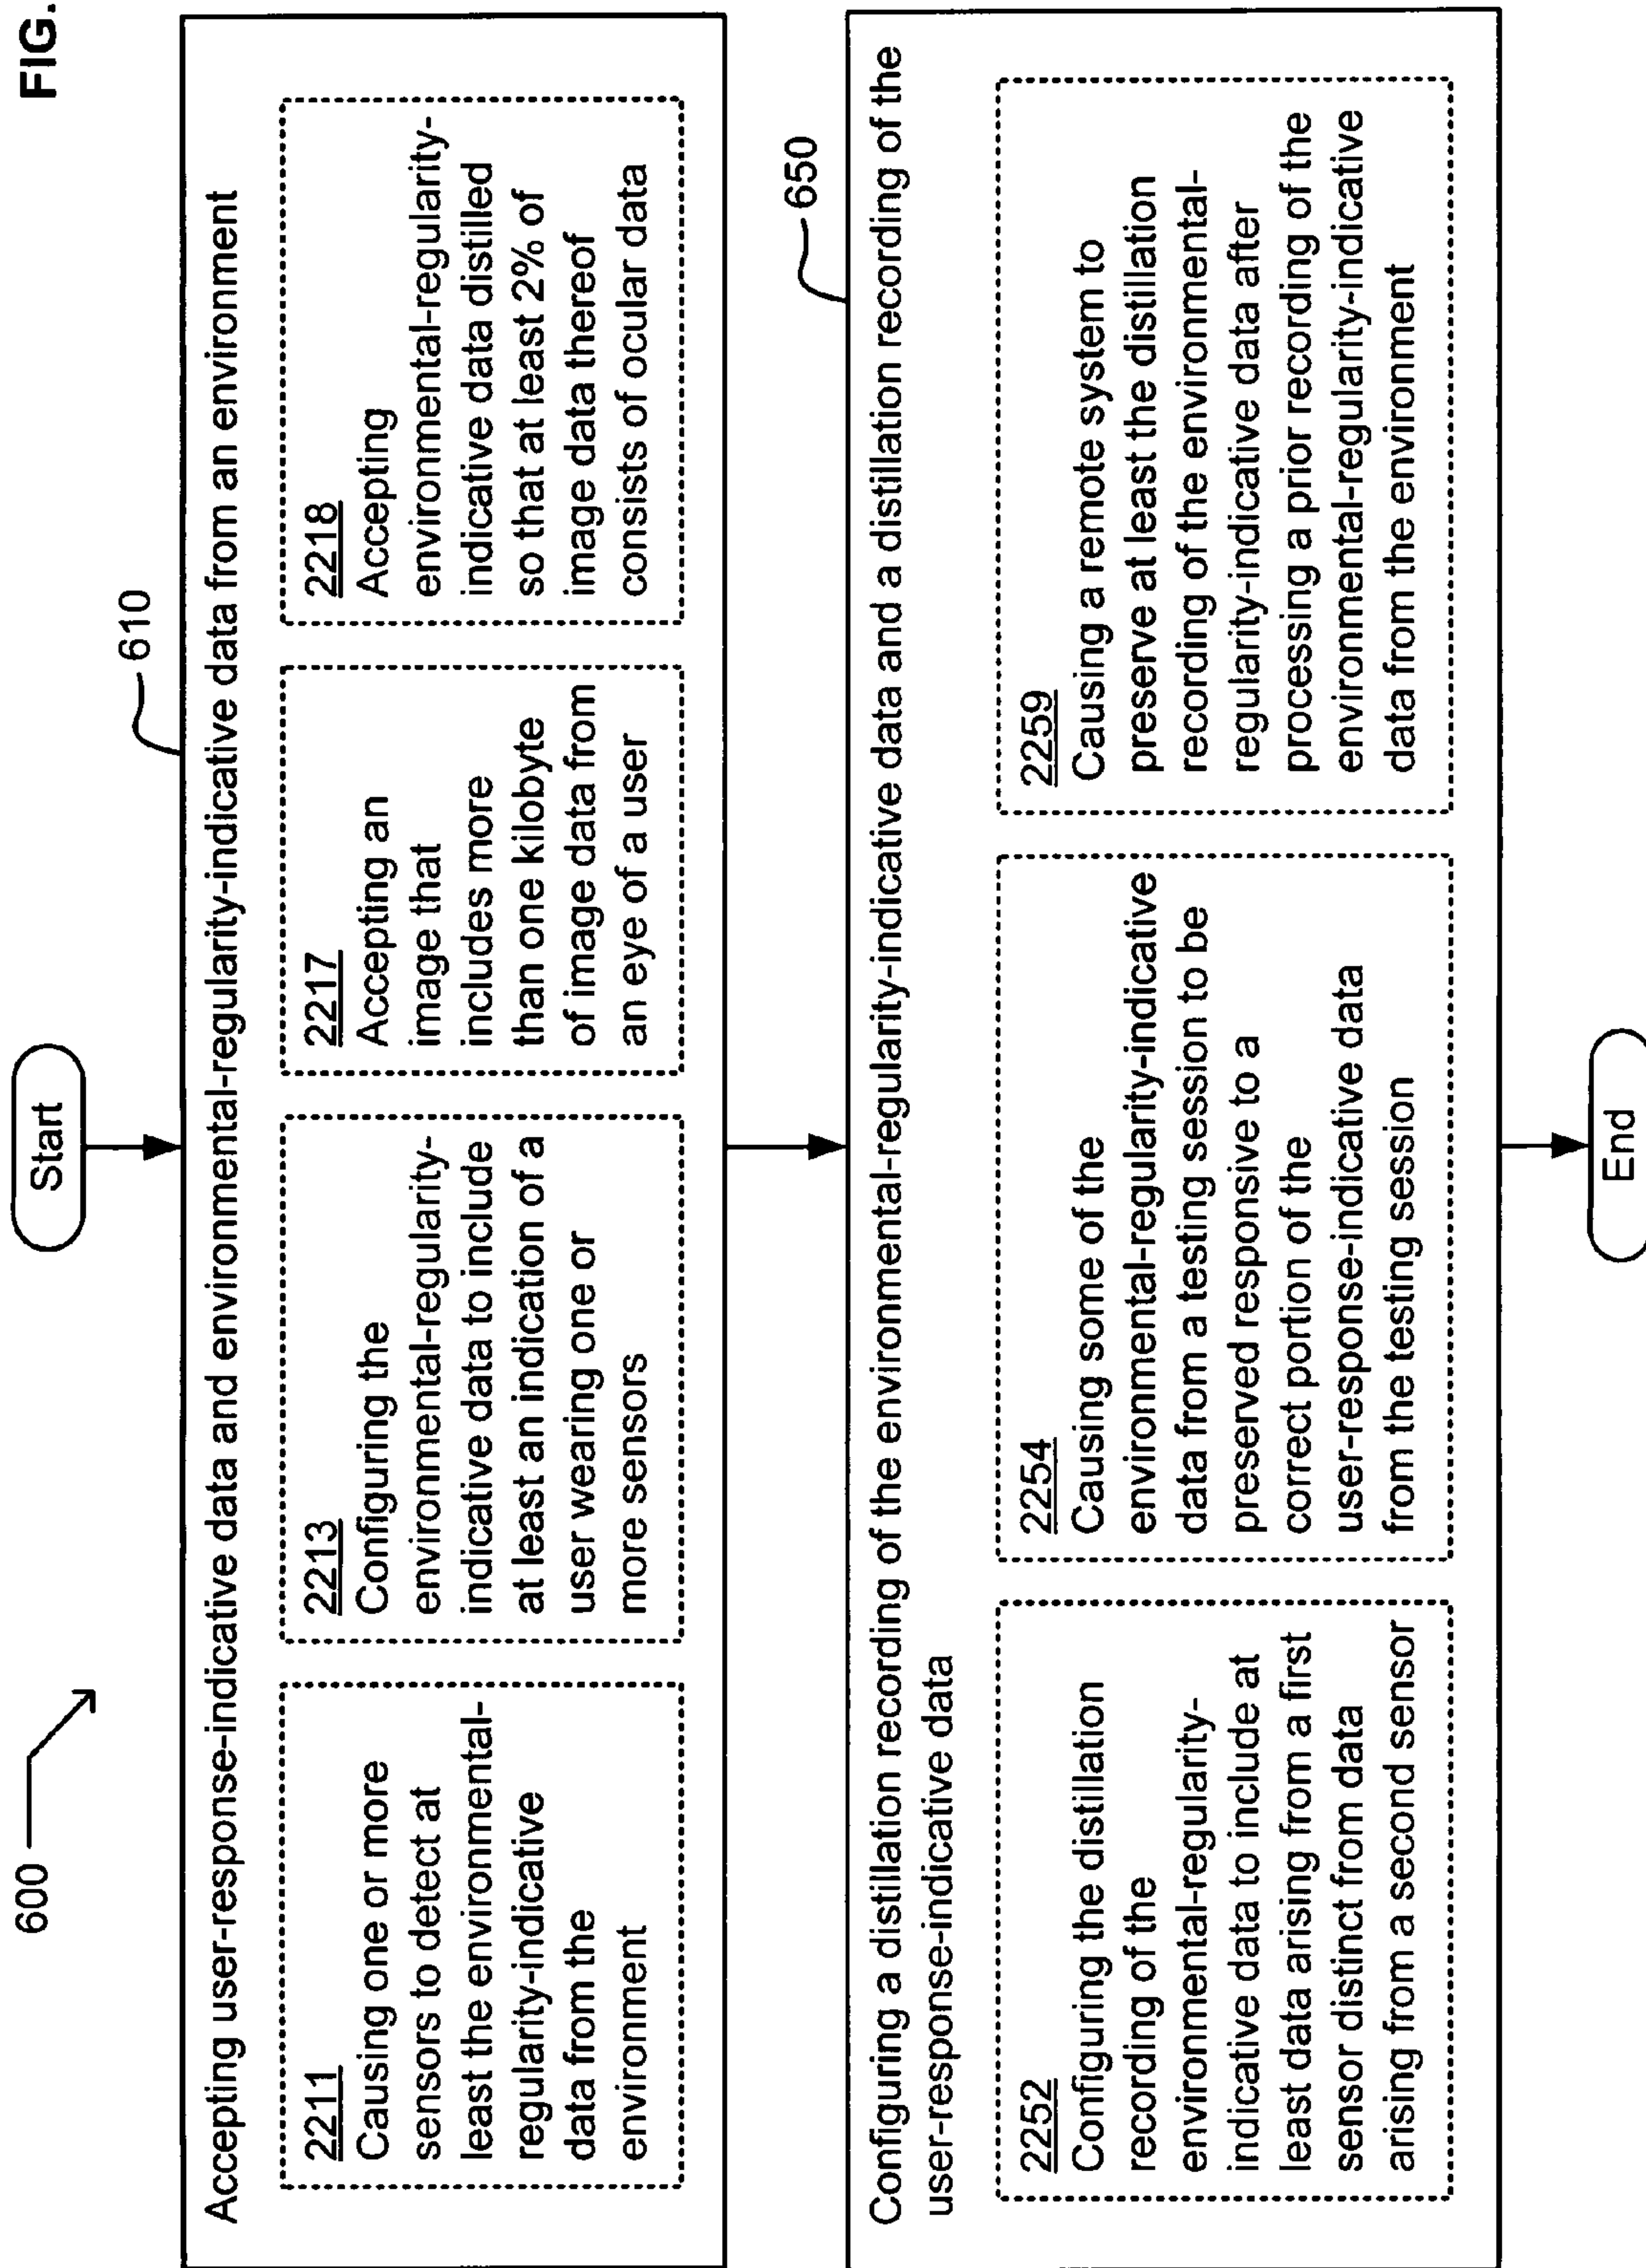 FIG.
600
Start
610
Accepting user-response-indicative data and environmental-regularity-indicative data from an environment
2211
Causing one or more
sensors to detect at
least the environmental-
regularity-indicative
data from the
environment
2213
Configuring the
environmental-regularity-
indicative data to include
at least an indication of a
user wearing one or
more sensors
2217
Accepting an
image that
includes more
than one kilobyte
of image data from
an eye of a user
2218
Accepting
environmental-regularity-
indicative data distilled
so that at least 2% of
image data thereof
consists of ocular data
650
Configuring a distillation recording of the environmental-regularity-indicative data and a distillation recording of the
user-response-indicative data
2252
Configuring the distillation
recording of the
environmental-regularity-
indicative data to include at
least data arising from a first
sensor distinct from data
arising from a second sensor
2254
Causing some of the
environmental-regularity-indicative
data from a testing session to be
preserved responsive to a
correct portion of the
user-response-indicative data
from the testing session
2259
Causing a remote system to
preserve at least the distillation
recording of the environmental-
regularity-indicative data after
processing a prior recording of the
environmental-regularity-indicative
data from the environment
End